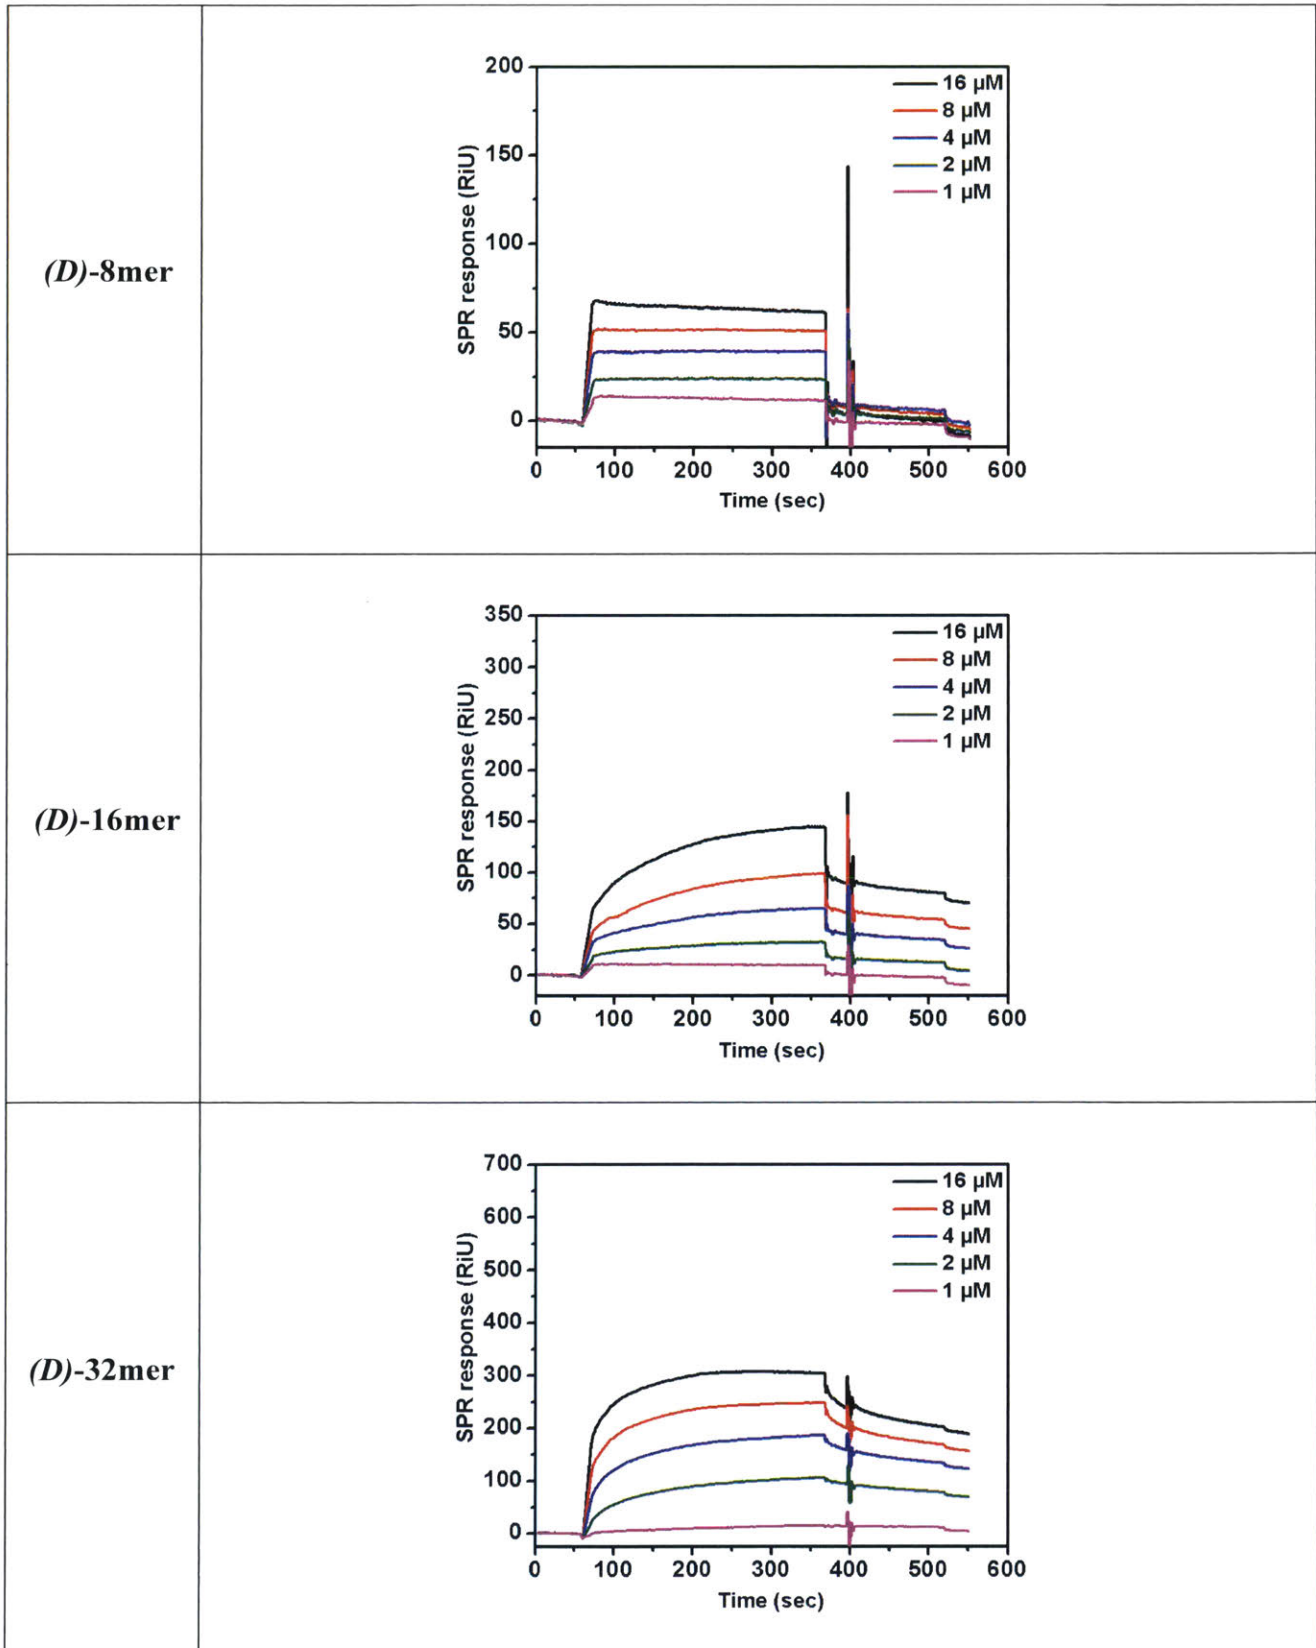 (D)-8mer
SPR response (RiU)
200
150
100
50
0
16 µM
8 µM
4 µM
2 µM
1 µM
0 100 200 300 400 500 600
Time (sec)
(D)-16mer
SPR response (RiU)
350
300
250
200
150
100
50
0
16 µM
8 µM
4 µM
2 µM
1 µM
0 100 200 300 400 500 600
Time (sec)
(D)-32mer
SPR response (RiU)
700
600
500
400
300
200
100
0
16 µM
8 µM
4 µM
2 µM
1 µM
0 100 200 300 400 500 600
Time (sec)